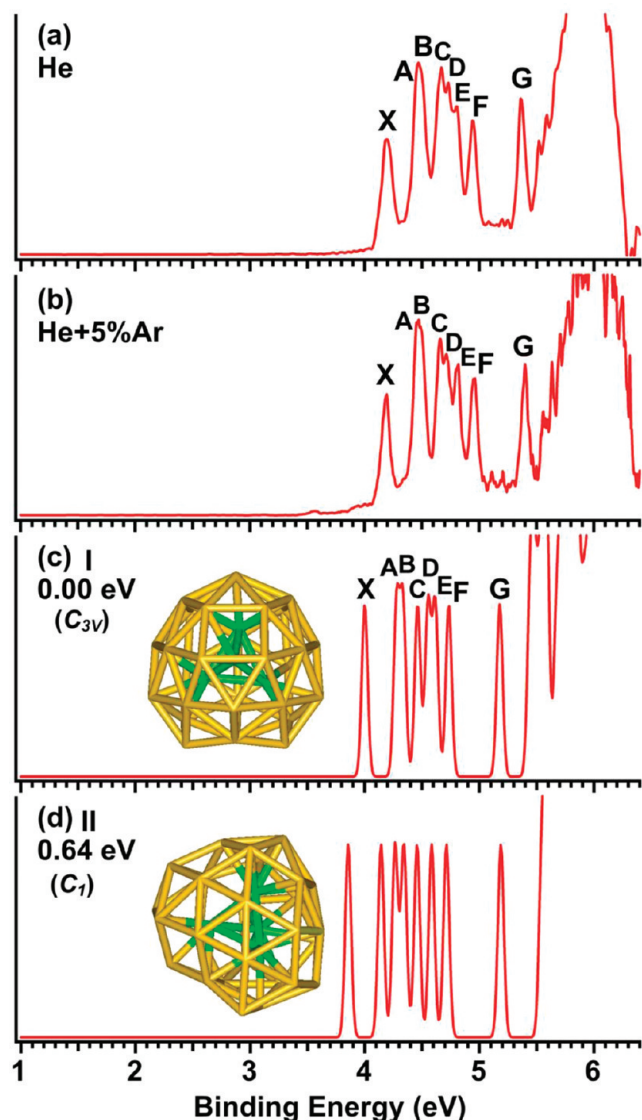 (a)
He
X
A
B
C
D
E
F
G
(b)
He+5%Ar
X
A
B
C
D
E
F
G
(c) I
0.00 eV
(C3V)
X
A
B
C
D
E
F
G
(d) II
0.64 eV
(C1)
1 2 3 4 5 6
Binding Energy (eV)